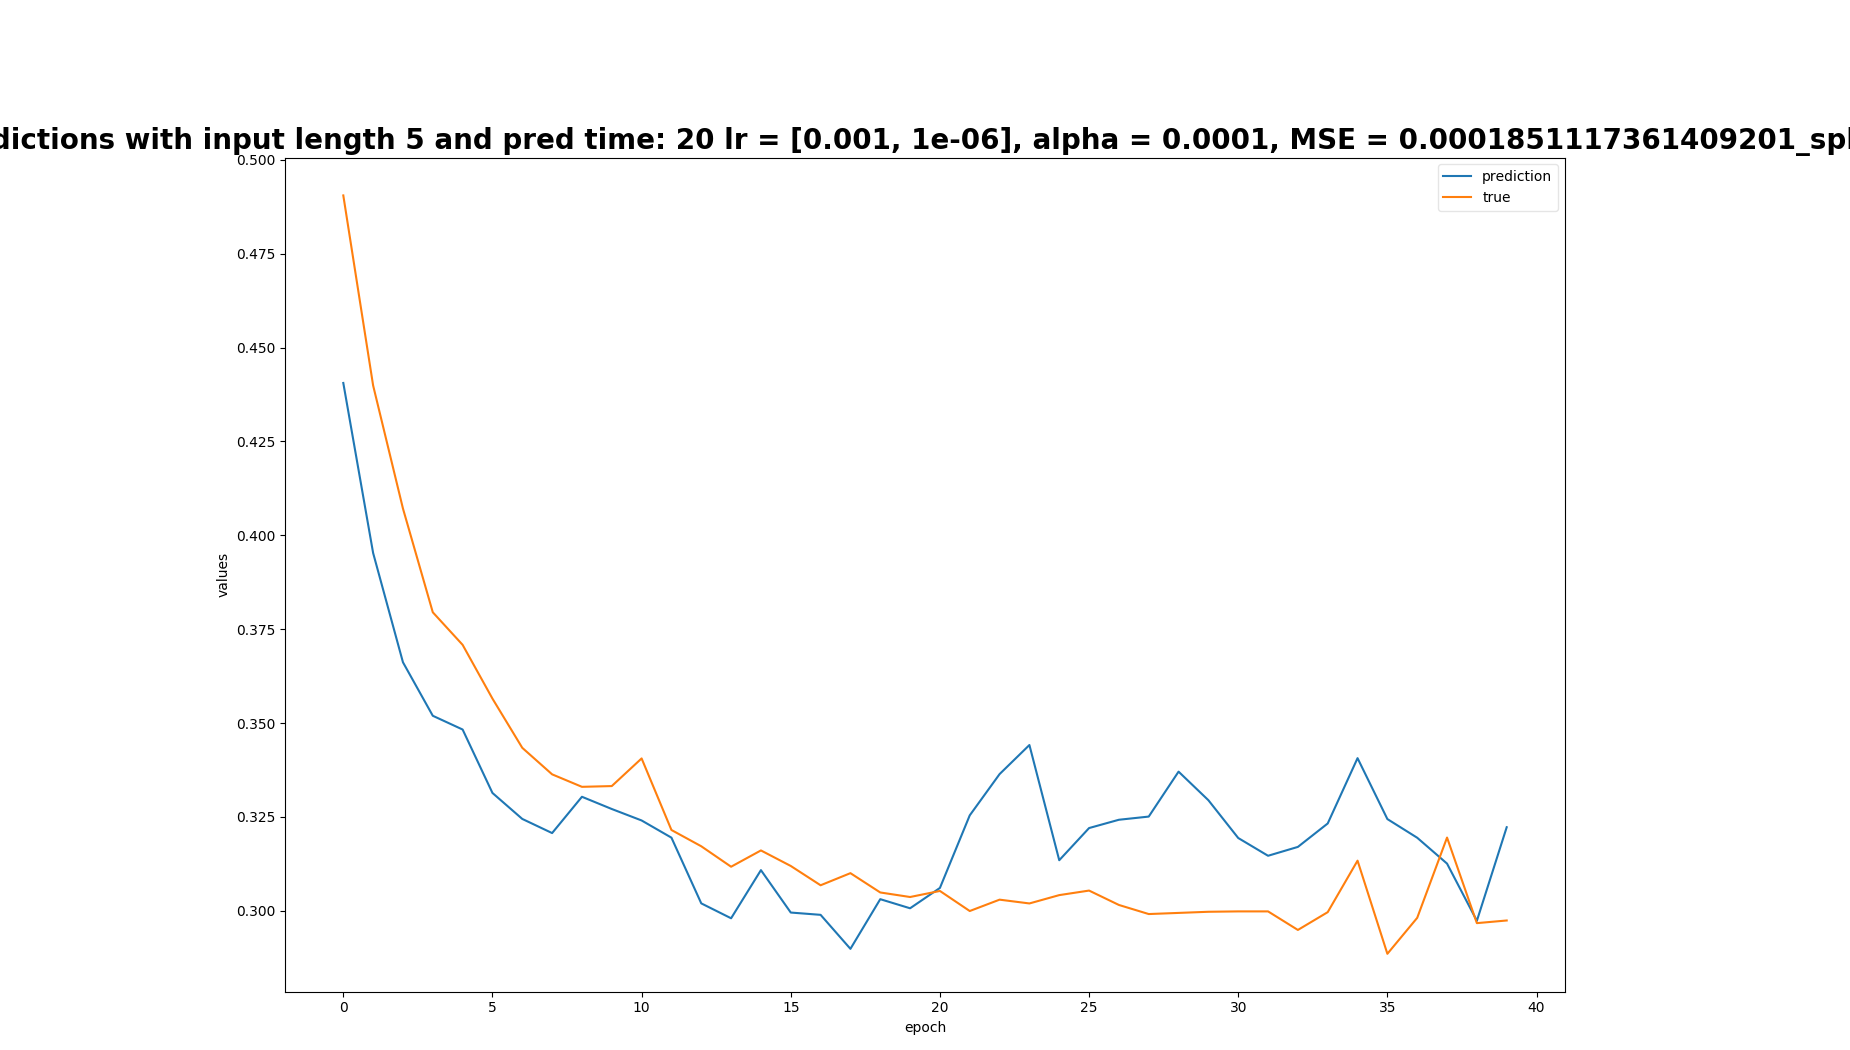 dictions with input length 5 and pred time: 20 lr = [0.001, 1e-06], alpha = 0.0001, MSE = 0.0001851117361409201_spl
prediction
true
0.500
0.475
0.450
0.425
0.400
0.375
0.350
0.325
0.300
values
0 5 10 15 20 25 30 35 40
epoch